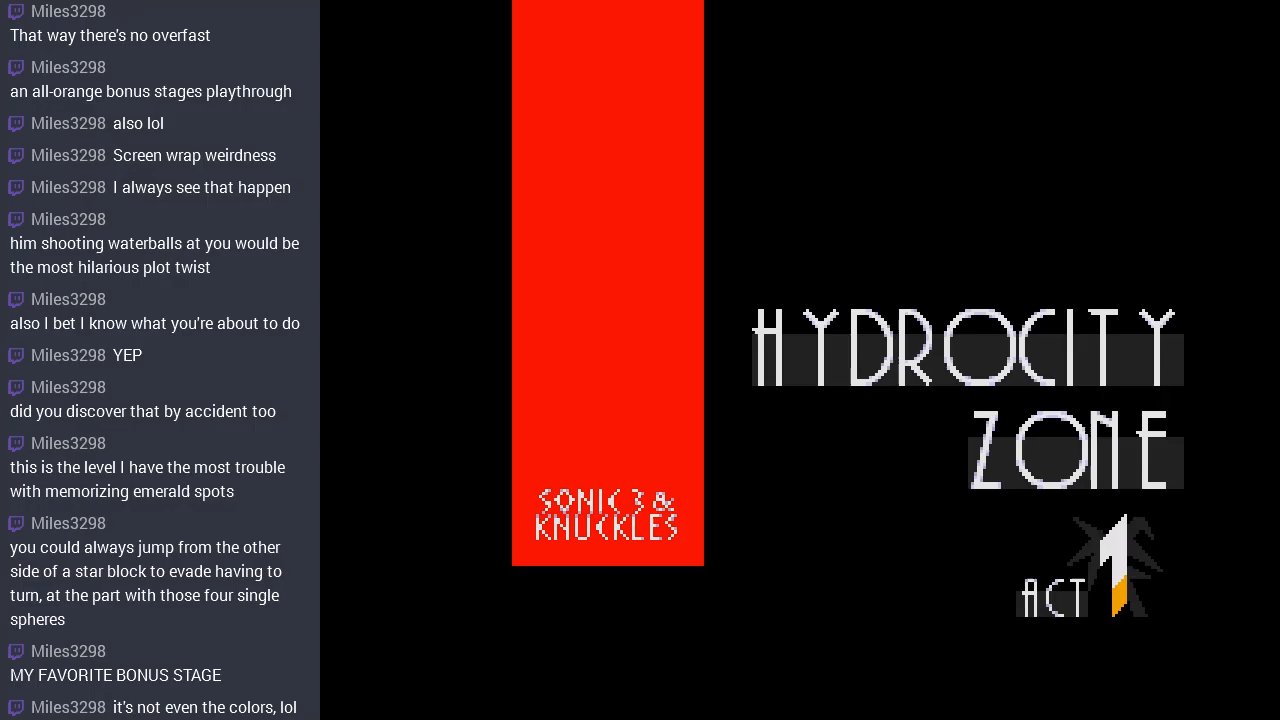 Miles3298
That way there's no overfast
Miles3298
an all-orange bonus stages playthrough
Miles3298 also lol
Miles3298 Screen wrap weirdness
Miles3298 I always see that happen
Miles3298
him shooting waterballs at you would be
the most hilarious plot twist
Miles3298
also I bet I know what you're about to do
Miles3298 YEP
Miles3298
did you discover that by accident too
Miles3298
this is the level I have the most trouble
with memorizing emerald spots
Miles3298
you could always jump from the other
side of a star block to evade having to
turn, at the part with those four single
spheres
Miles3298
MY FAVORITE BONUS STAGE
Miles3298 it's not even the colors, lol
SONIC 3 &
KNUCKLES
HYDROCITY
ZONE
ACT 1